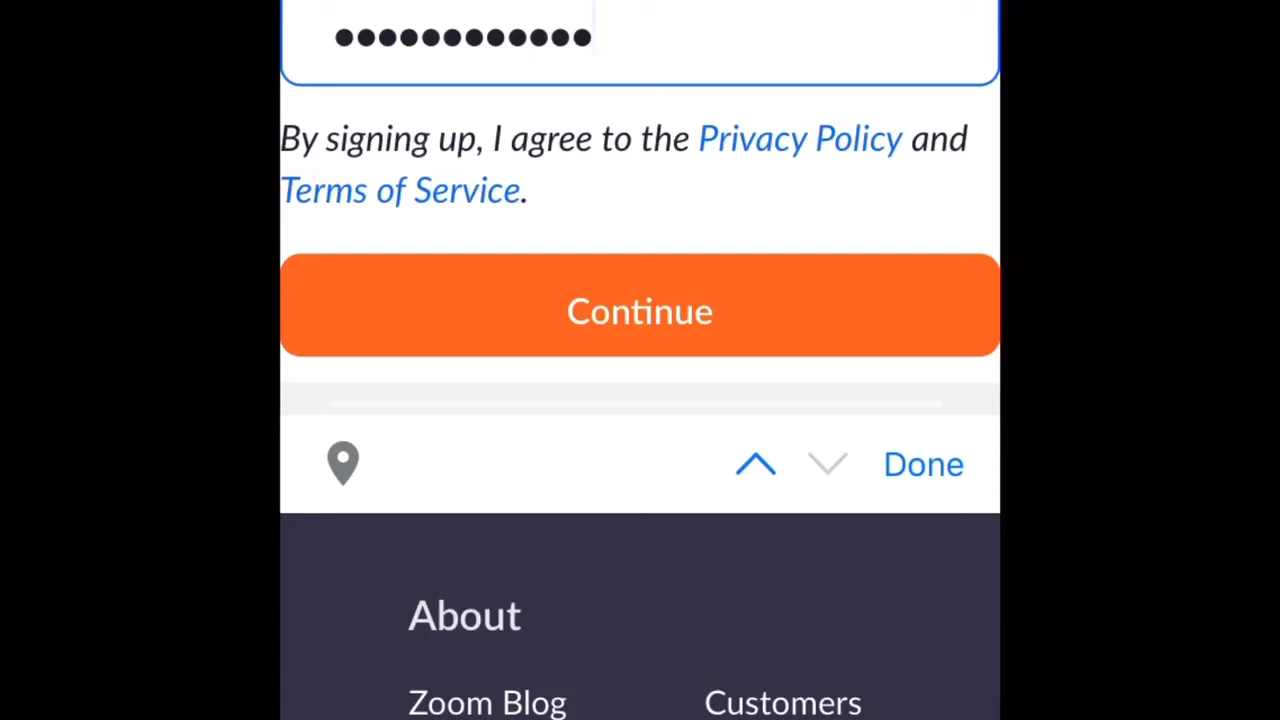 ●●●●●●●●●●●●
By signing up, I agree to the Privacy Policy and
Terms of Service.
Continue
Done
About
Zoom Blog
Customers